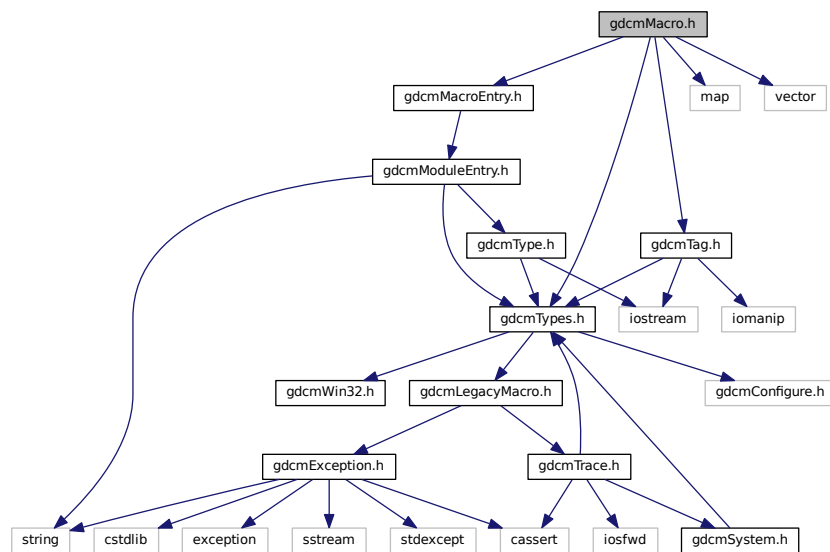 gdcmMacro.h
gdcmMacroEntry.h
map
vector
gdcmModuleEntry.h
gdcmType.h
gdcmTag.h
gdcmTypes.h
iostream
iomanip
gdcmWin32.h
gdcmLegacyMacro.h
gdcmConfigure.h
gdcmException.h
gdcmTrace.h
string
cstdlib
exception
sstream
stdexcept
cassert
iosfwd
gdcmSystem.h